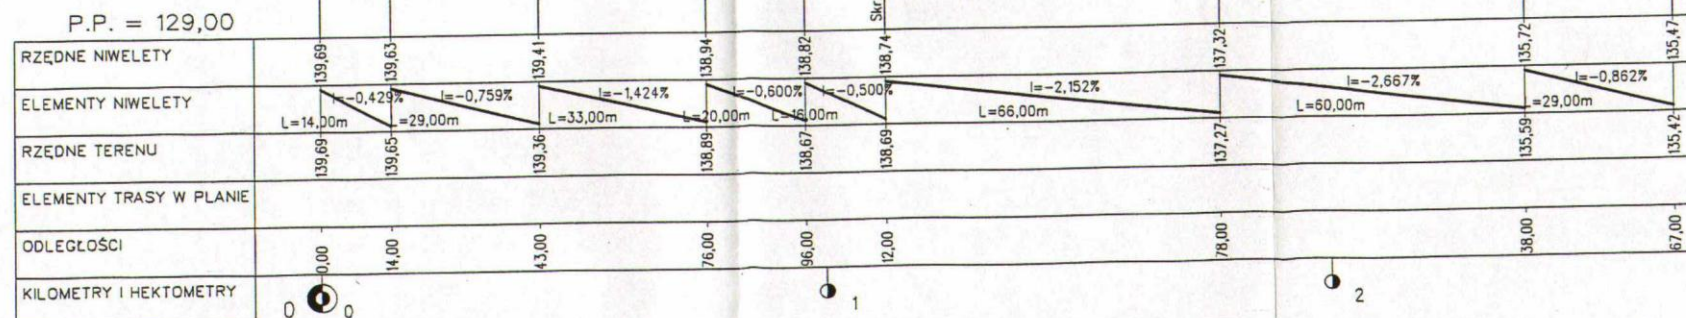 P.P. = 129,00
Skr
RZĘDNE NIWELETY
139,69 139,63 139,41 138,94 138,82 138,74 137,32 135,72 135,47
ELEMENTY NIWELETY
I=-0,429% I=-0,759% I=-1,424% I=-0,600% I=-0,500% I=-2,152% I=-2,667% I=-0,862%
L=14,00m =29,00m L=33,00m L=20,00m L=16,00m L=66,00m L=60,00m =29,00m
RZĘDNE TERENU
139,69 139,65 139,36 138,89 138,67 138,69 137,27 135,59 135,42
ELEMENTY TRASY W PLANIE
ODLEGŁOŚCI
0,00 14,00 43,00 76,00 96,00 12,00 78,00 38,00 67,00
KILOMETRY I HEKTOMETRY
0 0 1 2